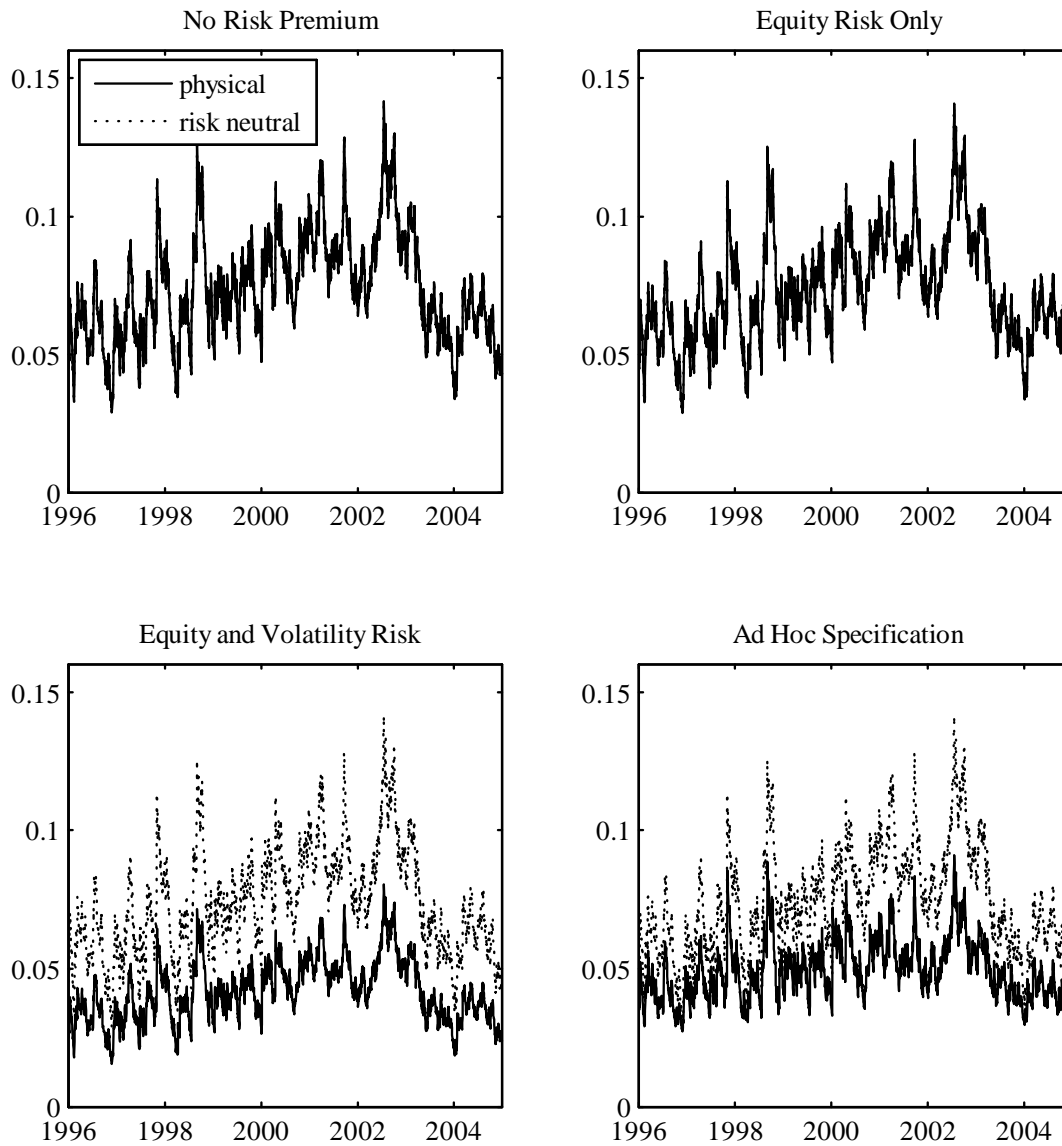 No Risk Premium
0.15
0.1
0.05
0
physical
risk neutral
1996 1998 2000 2002 2004
Equity Risk Only
0.15
0.1
0.05
0
1996 1998 2000 2002 2004
Equity and Volatility Risk
0.15
0.1
0.05
0
1996 1998 2000 2002 2004
Ad Hoc Specification
0.15
0.1
0.05
0
1996 1998 2000 2002 2004